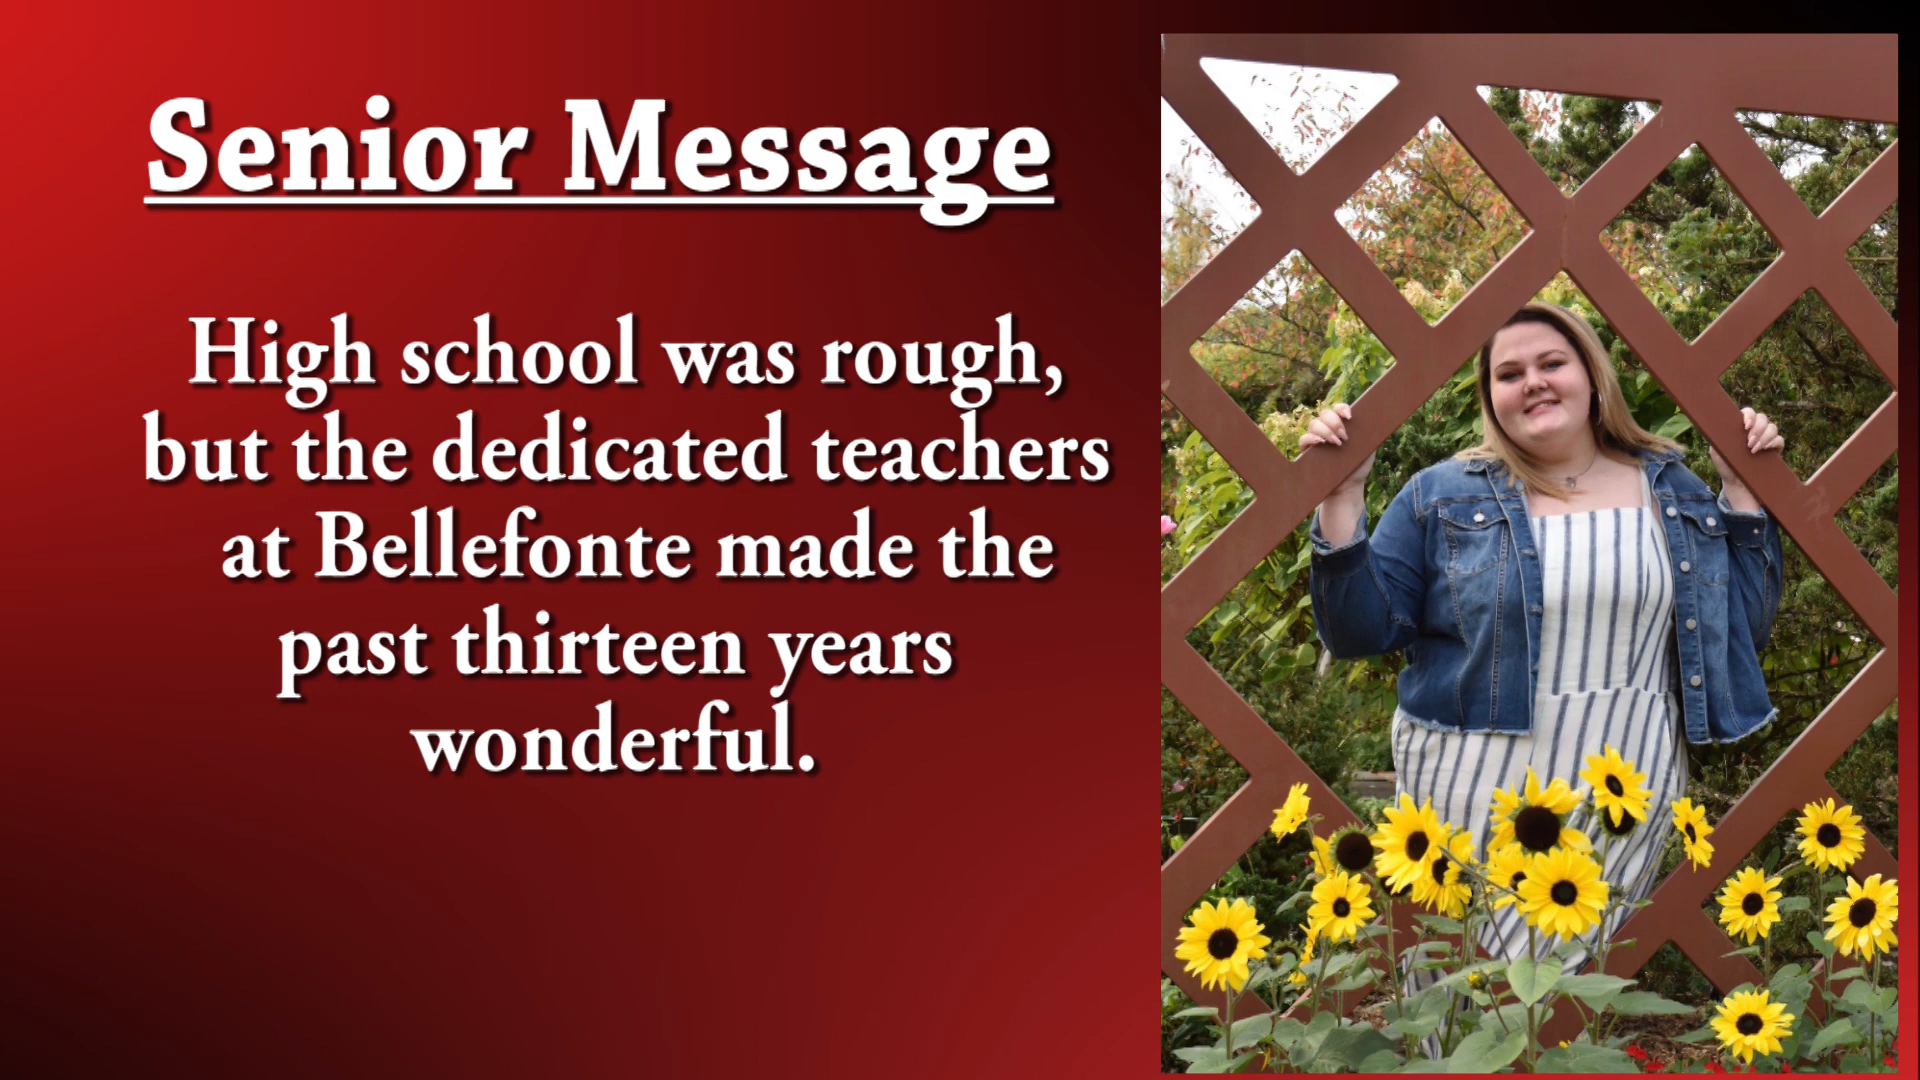 Senior Message
High school was rough,
but the dedicated teachers
at Bellefonte made the
past thirteen years
wonderful.